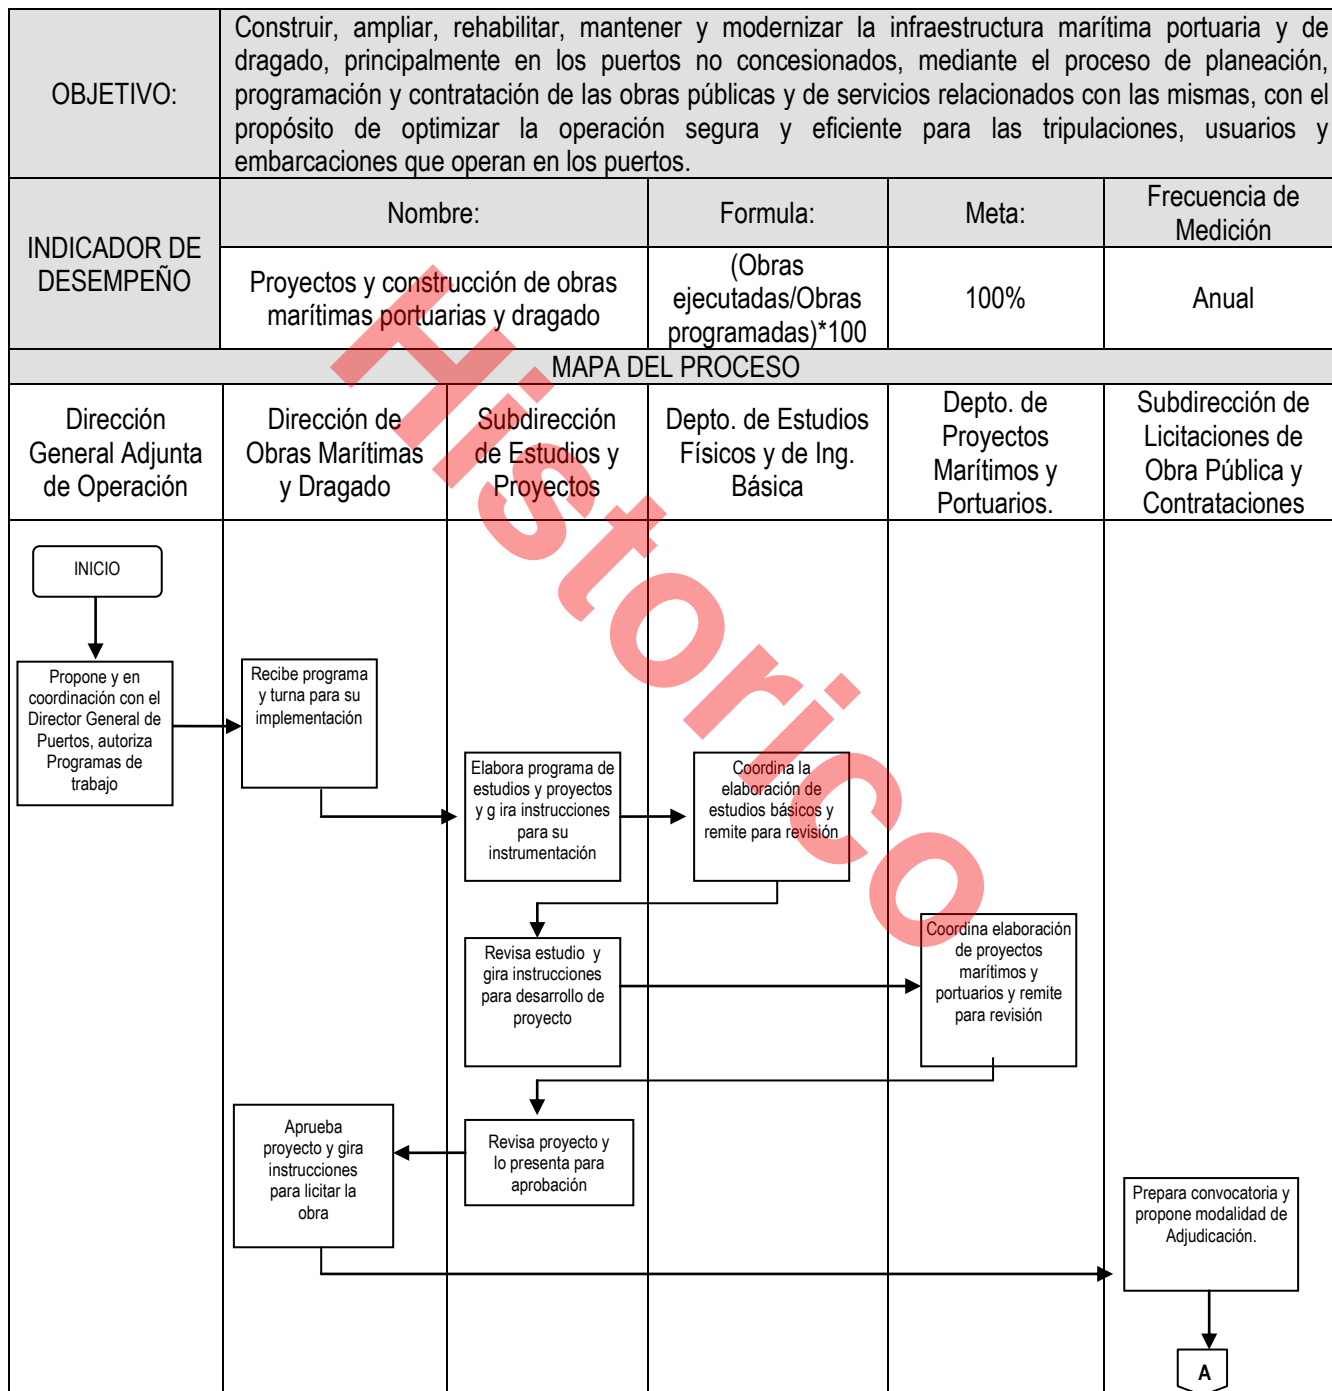 OBJETIVO:
Construir, ampliar, rehabilitar, mantener y modernizar la infraestructura marítima portuaria y de
dragado, principalmente en los puertos no concesionados, mediante el proceso de planeación,
programación y contratación de las obras públicas y de servicios relacionados con las mismas, con el
propósito de optimizar la operación segura y eficiente para las tripulaciones, usuarios y
embarcaciones que operan en los puertos.
INDICADOR DE
DESEMPEÑO
Nombre:
Formula:
Meta:
Frecuencia de
Medición
Proyectos y construcción de obras
marítimas portuarias y dragado
(Obras
ejecutadas/Obras
programadas)*100
100%
Anual
MAPA DEL PROCESO
Dirección
General Adjunta
de Operación
Dirección de
Obras Marítimas
y Dragado
Subdirección
de Estudios y
Proyectos
Depto. de Estudios
Físicos y de Ing.
Básica
Depto. de
Proyectos
Marítimos y
Portuarios.
Subdirección de
Licitaciones de
Obra Pública y
Contrataciones
INICIO
Propone y en
coordinación con el
Director General de
Puertos, autoriza
Programas de
trabajo
Recibe programa
y turna para su
implementación
Elabora programa de
estudios y proyectos
y g ira instrucciones
para su
instrumentación
Coordina la
elaboración de
estudios básicos y
remite para revisión
Revisa estudio y
gira instrucciones
para desarrollo de
proyecto
Coordina elaboración
de proyectos
marítimos y
portuarios y remite
para revisión
Revisa proyecto y
lo presenta para
aprobación
Aprueba
proyecto y gira
instrucciones
para licitar la
obra
Prepara convocatoria y
propone modalidad de
Adjudicación.
A
Historico